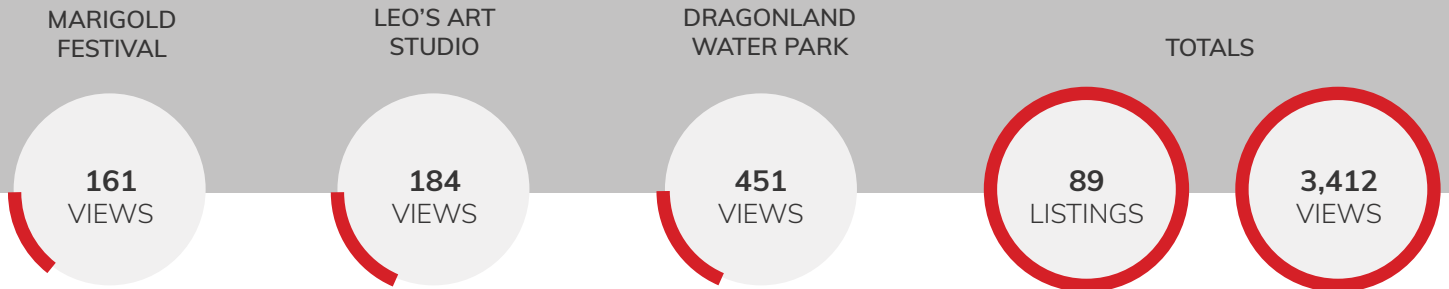 MARIGOLD
FESTIVAL
161
VIEWS
LEO’S ART
STUDIO
184
VIEWS
DRAGONLAND
WATER PARK
451
VIEWS
TOTALS
89
LISTINGS
3,412
VIEWS